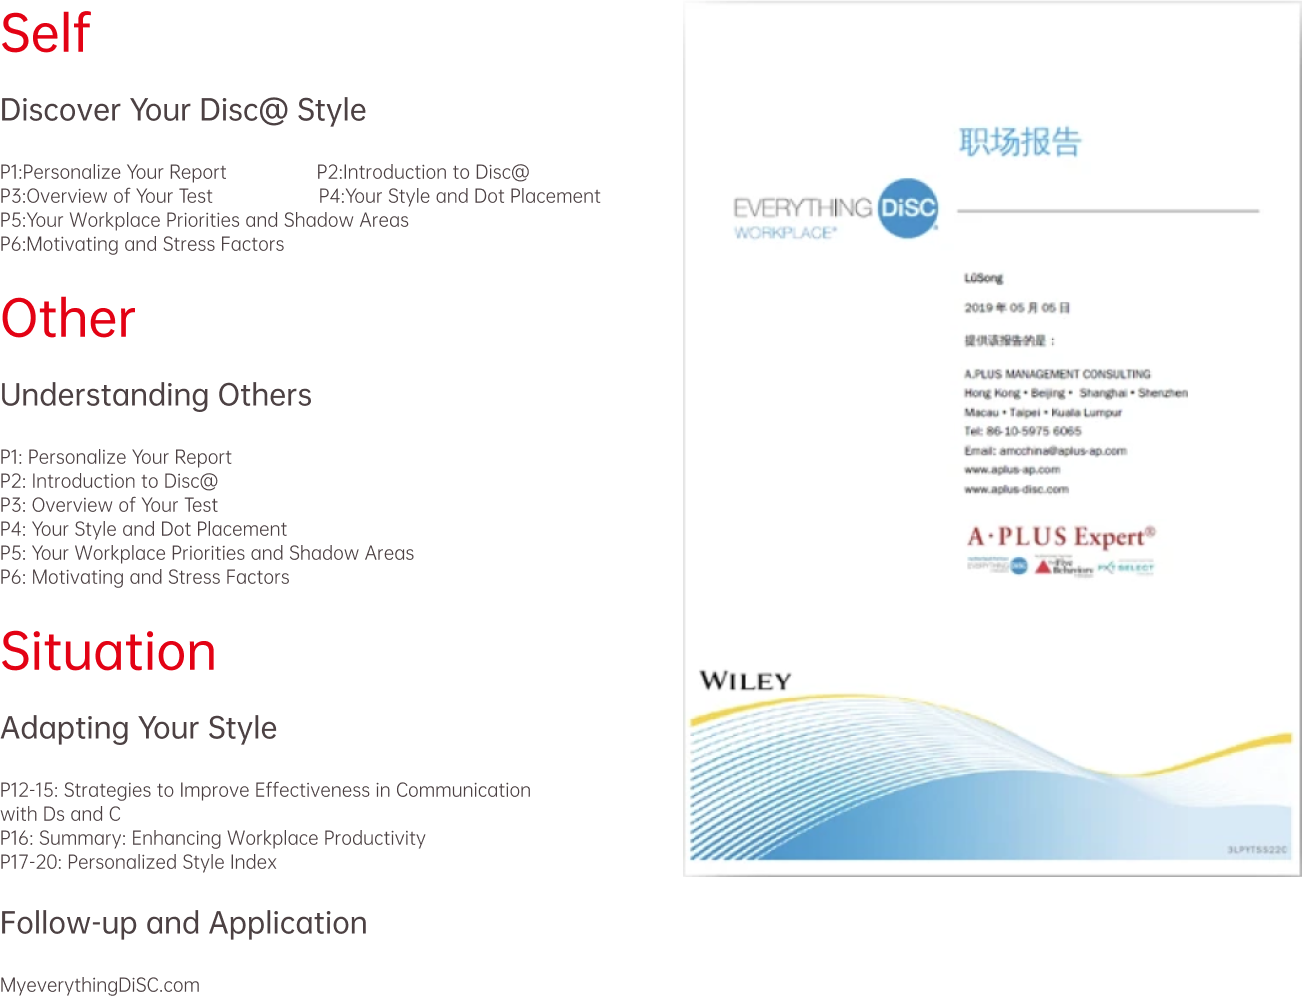 Self
Discover Your Disc@ Style
P1:Personalize Your Report P2:Introduction to Disc@
P3:Overview of Your Test P4:Your Style and Dot Placement
P5:Your Workplace Priorities and Shadow Areas
P6:Motivating and Stress Factors
Other
Understanding Others
P1: Personalize Your Report
P2: Introduction to Disc@
P3: Overview of Your Test
P4: Your Style and Dot Placement
P5: Your Workplace Priorities and Shadow Areas
P6: Motivating and Stress Factors
Situation
Adapting Your Style
P12-15: Strategies to Improve Effectiveness in Communication
with Ds and C
P16: Summary: Enhancing Workplace Productivity
P17-20: Personalized Style Index
Follow-up and Application
MyeverythingDiSC.com
职场报告
EVERYTHING DiSC
WORKPLACE®
LüSong
2019 年 05 月 05 日
提供该报告的是：
A.PLUS MANAGEMENT CONSULTING
Hong Kong • Beijing • Shanghai • Shenzhen
Macau • Taipei • Kuala Lumpur
Tel: 86-10-5975 6065
Email: amcchina@aplus-ap.com
www.aplus-ap.com
www.aplus-disc.com
A·PLUS Expert®
EVERYTHING DiSC Five Behaviors PXT SELECT
WILEY